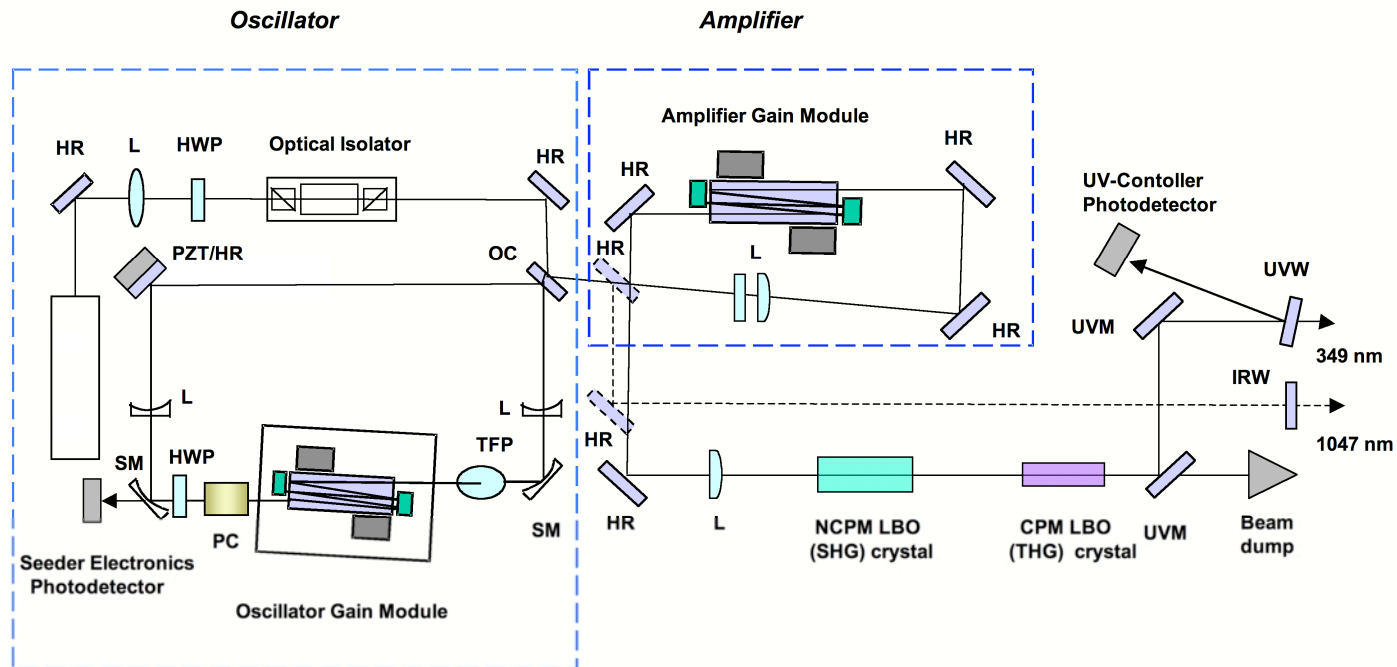 Oscillator
Amplifier
Amplifier Gain Module
HR
L
HWP
Optical Isolator
HR
HR
HR
UV-Contoller
Photodetector
PZT/HR
OC
HR
L
UVW
UVM
HR
349 nm
IRW
L
L
1047 nm
SM
HWP
TFP
HR
PC
SM
HR
L
NCPM LBO
(SHG) crystal
CPM LBO
(THG) crystal
UVM
Beam
dump
Seeder Electronics
Photodetector
Oscillator Gain Module